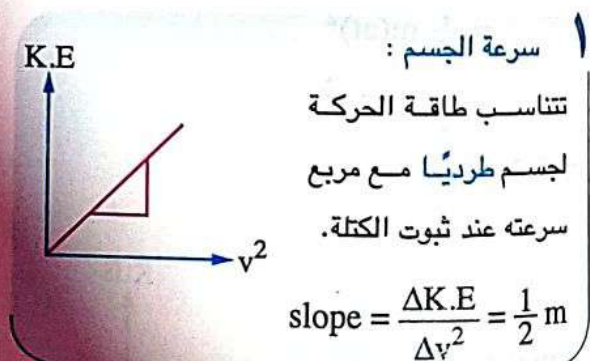 ١ سرعة الجسم :
تتناسب طاقة الحركة
لجسم طرديًا مع مربع
سرعته عند ثبوت الكتلة.
slope = ΔK.E / Δv² = 1/2 m
K.E
v²